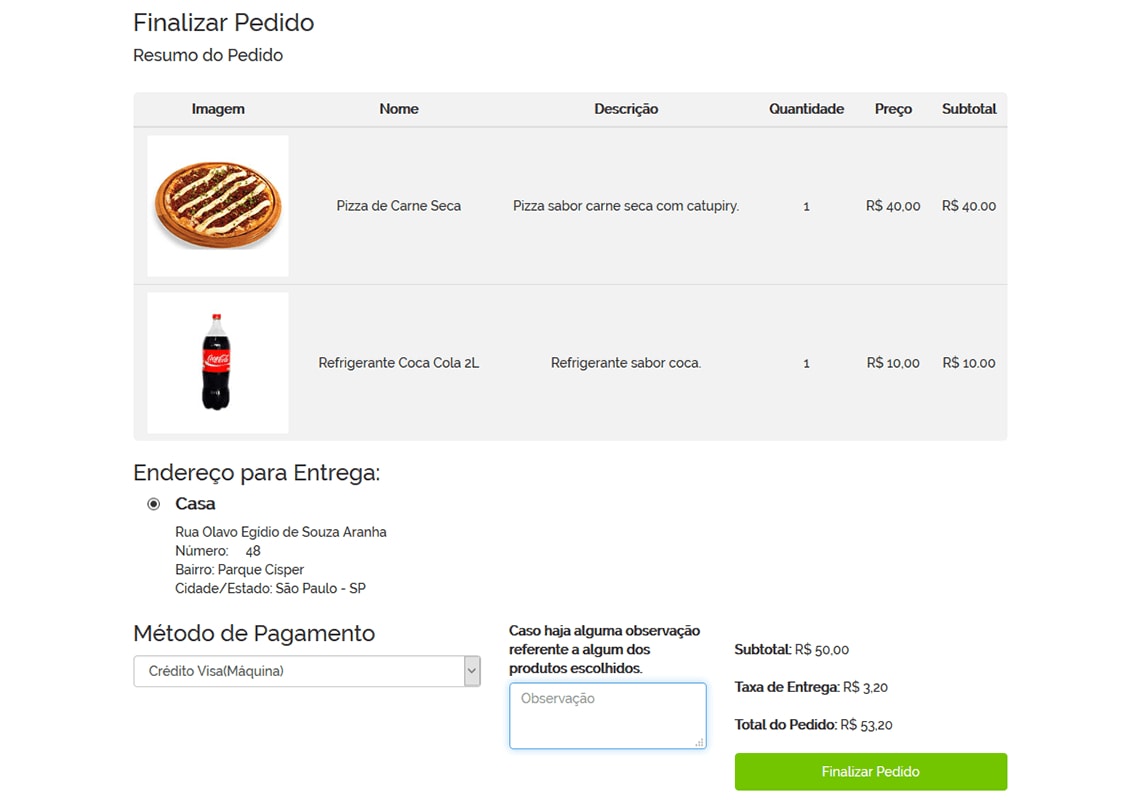 Finalizar Pedido
Resumo do Pedido
Imagem Nome Descrição Quantidade Preço Subtotal
Pizza de Carne Seca Pizza sabor carne seca com catupiry. 1 R$ 40,00 R$ 40.00
Coca-Cola
Refrigerante Coca Cola 2L Refrigerante sabor coca. 1 R$ 10,00 R$ 10.00
Endereço para Entrega:
Casa
Rua Olavo Egidio de Souza Aranha
Número: 48
Bairro: Parque Cisper
Cidade/Estado: São Paulo - SP
Método de Pagamento
Crédito Visa(Máquina)
Caso haja alguma observação
referente a algum dos
produtos escolhidos.
Observação
Subtotal: R$ 50,00
Taxa de Entrega: R$ 3,20
Total do Pedido: R$ 53,20
Finalizar Pedido